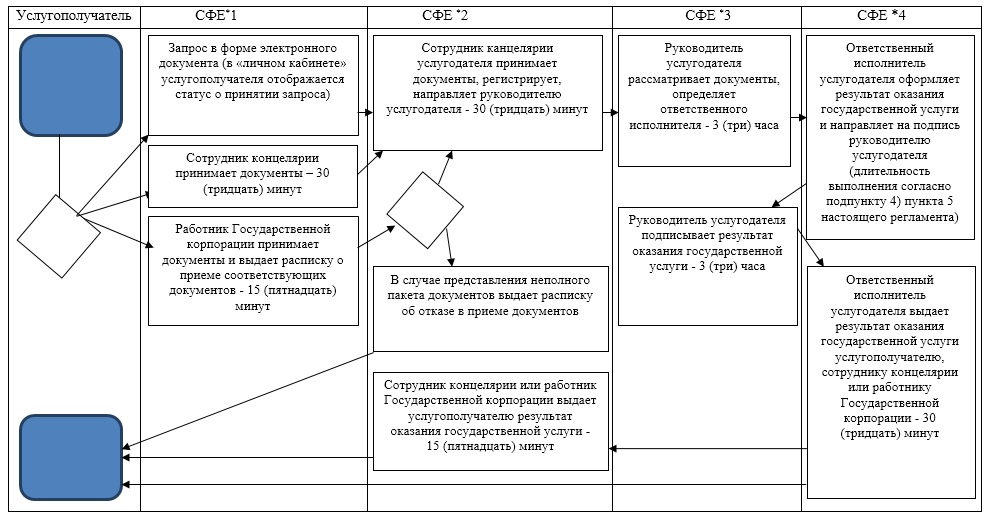 Услугополучатель
СФЕ*1
СФЕ *2
СФЕ *3
СФЕ *4
Запрос в форме электронного
документа (в «личном кабинете»
услугополучателя отображается
статус о принятии запроса)
Сотрудник концелярии
принимает документы – 30
(тридцать) минут
Работник Государственной
корпорации принимает
документы и выдает расписку о
приеме соответствующих
документов - 15 (пятнадцать)
минут
Сотрудник канцелярии
услугодателя принимает
документы, регистрирует,
направляет руководителю
услугодателя - 30 (тридцать) минут
В случае представления неполного
пакета документов выдает расписку
об отказе в приеме документов
Сотрудник концелярии или работник
Государственной корпорации выдает
услугополучателю результат
оказания государственной услуги -
15 (пятнадцать) минут
Руководитель
услугодателя
рассматривает документы,
определяет
ответственного
исполнителя - 3 (три) часа
Руководитель услугодателя
подписывает результат
оказания государственной
услуги - 3 (три) часа
Ответственный
исполнитель
услугодателя оформляет
результат оказания
государственной услуги
и направляет на подпись
руководителю
услугодателя
(длительность
выполнения согласно
подпункту 4) пункта 5
настоящего регламента)
Ответственный
исполнитель
услугодателя выдает
результат оказания
государственной услуги
услугополучателю,
сотруднику концелярии
или работнику
Государственной
корпорации - 30
(тридцать) минут